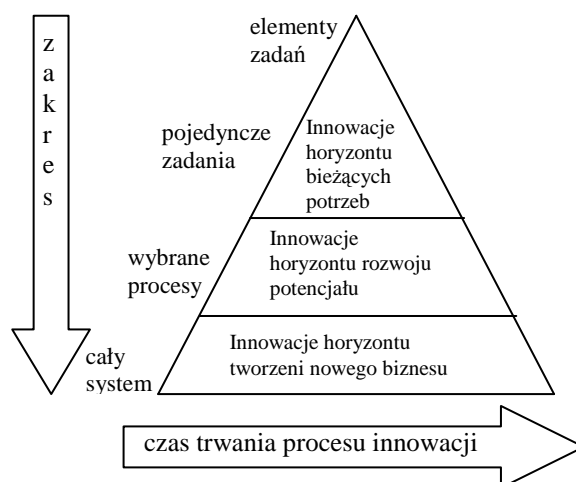 zakres
elementy
zadań
pojedyncze
zadania
Innowacje
horyzontu
bieżących
potrzeb
wybrane
procesy
Innowacje
horyzontu rozwoju
potencjału
cały
system
Innowacje horyzontu
tworzeni nowego biznesu
czas trwania procesu innowacji